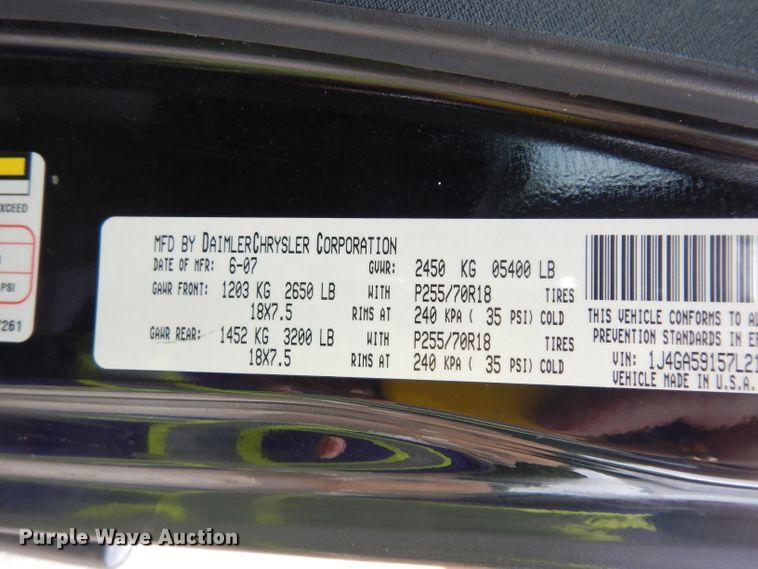 XCEED
PSI
7261
MFD BY DAIMLERCHRYSLER CORPORATION
DATE OF MFR: 6-07 GVWR: 2450 KG 05400 LB
GAWR FRONT: 1203 KG 2650 LB WITH P255/70R18 TIRES
18X7.5 RIMS AT 240 KPA ( 35 PSI) COLD
GAWR REAR: 1452 KG 3200 LB WITH P255/70R18 TIRES
18X7.5 RIMS AT 240 KPA ( 35 PSI) COLD
THIS VEHICLE CONFORMS TO AL
PREVENTION STANDARDS IN EF
VIN: 1J4GA59157L21
VEHICLE MADE IN U.S.A.
Purple Wave Auction